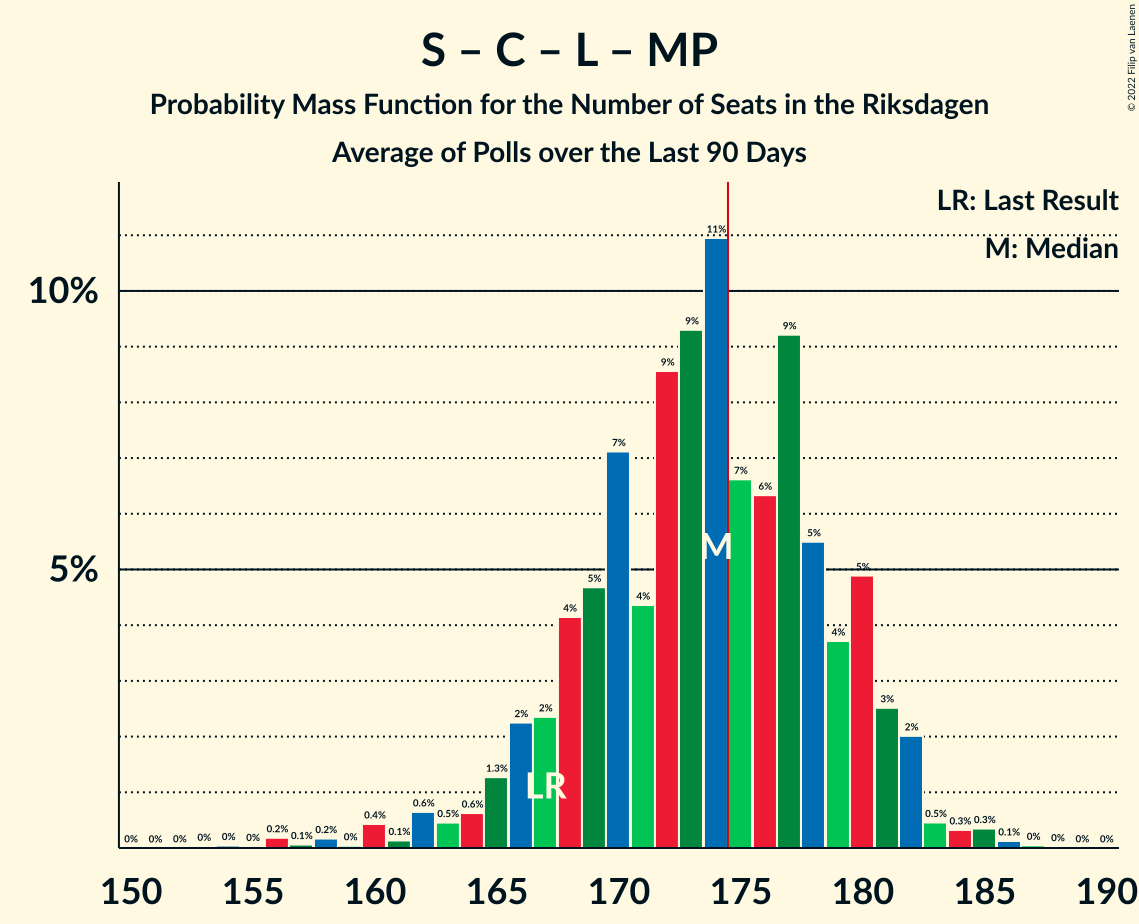 S – C – L – MP
Probability Mass Function for the Number of Seats in the Riksdagen
Average of Polls over the Last 90 Days
© 2022 Filip van Laenen
LR: Last Result
M: Median
10%
5%
0% 0% 0% 0% 0% 0% 0.2% 0.1% 0.2% 0% 0.4% 0.1% 0.6% 0.5% 0.6% 1.3% 2% 2% 4% 5% 7% 4% 9% 9% 11% 7% 6% 9% 5% 4% 5% 3% 2% 0.5% 0.3% 0.3% 0.1% 0% 0% 0% 0%
M
LR
150 155 160 165 170 175 180 185 190